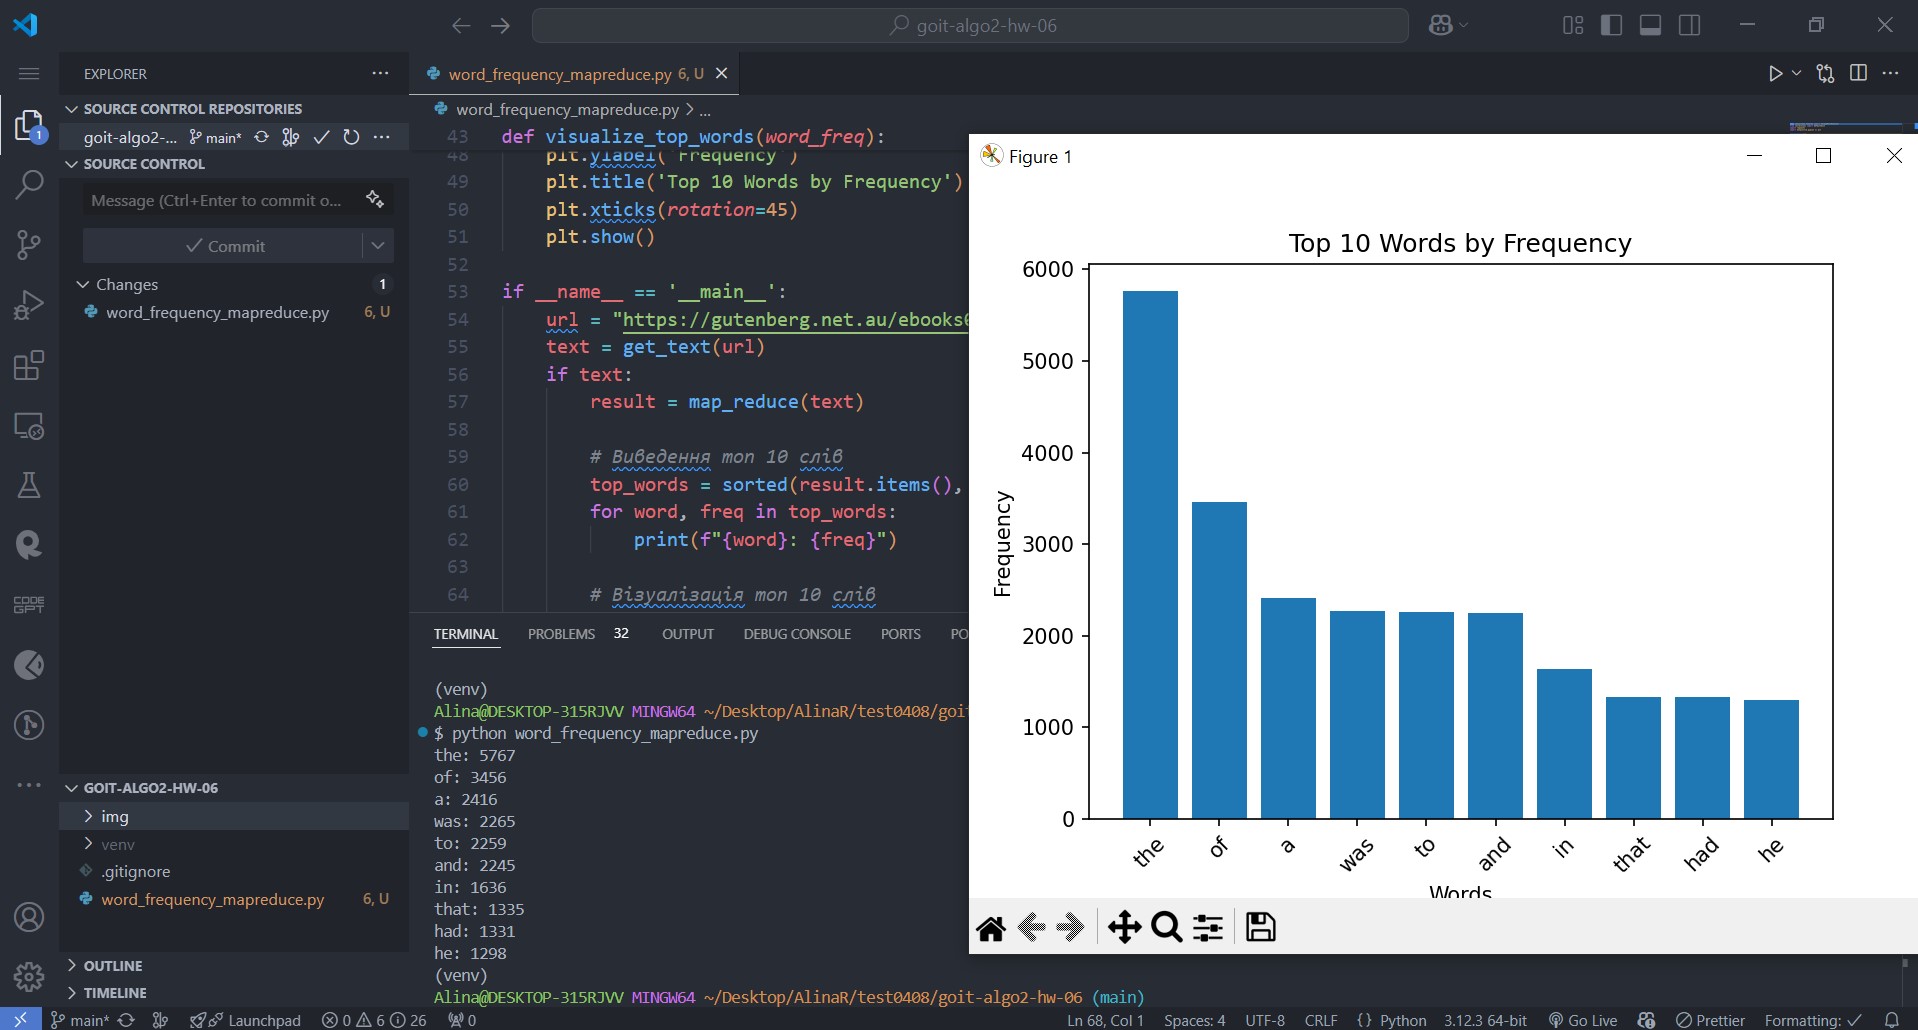 goit-algo2-hw-06
EXPLORER
SOURCE CONTROL REPOSITORIES
goit-algo2-... main*
SOURCE CONTROL
Message (Ctrl+Enter to commit o...
Commit
Changes 1
word_frequency_mapreduce.py 6, U
1
CODE
GPT
GOIT-ALGO2-HW-06
img
venv
.gitignore
word_frequency_mapreduce.py 6, U
OUTLINE
TIMELINE
word_frequency_mapreduce.py 6, U
word_frequency_mapreduce.py > ...
43 def visualize_top_words(word_freq):
48 plt.ylabel('Frequency')
49 plt.title('Top 10 Words by Frequency')
50 plt.xticks(rotation=45)
51 plt.show()
52
53 if __name__ == '__main__':
54 url = "https://gutenberg.net.au/ebooks0
55 text = get_text(url)
56 if text:
57 result = map_reduce(text)
58
59 # Виведення топ 10 слів
60 top_words = sorted(result.items(),
61 for word, freq in top_words:
62 print(f"{word}: {freq}")
63
64 # Візуалізація топ 10 слів
TERMINAL PROBLEMS 32 OUTPUT DEBUG CONSOLE PORTS PO
(venv)
Alina@DESKTOP-315RJVV MINGW64 ~/Desktop/AlinaR/test0408/goit
$ python word_frequency_mapreduce.py
the: 5767
of: 3456
a: 2416
was: 2265
to: 2259
and: 2245
in: 1636
that: 1335
had: 1331
he: 1298
(venv)
Alina@DESKTOP-315RJVV MINGW64 ~/Desktop/AlinaR/test0408/goit-algo2-hw-06 (main)
Figure 1
Top 10 Words by Frequency
6000
5000
4000
3000
2000
1000
0
Frequency
the of a was to and in that had he
Words
main* Launchpad 0 6 26 0 Ln 68, Col 1 Spaces: 4 UTF-8 CRLF {} Python 3.12.3 64-bit Go Live Prettier Formatting: ✓